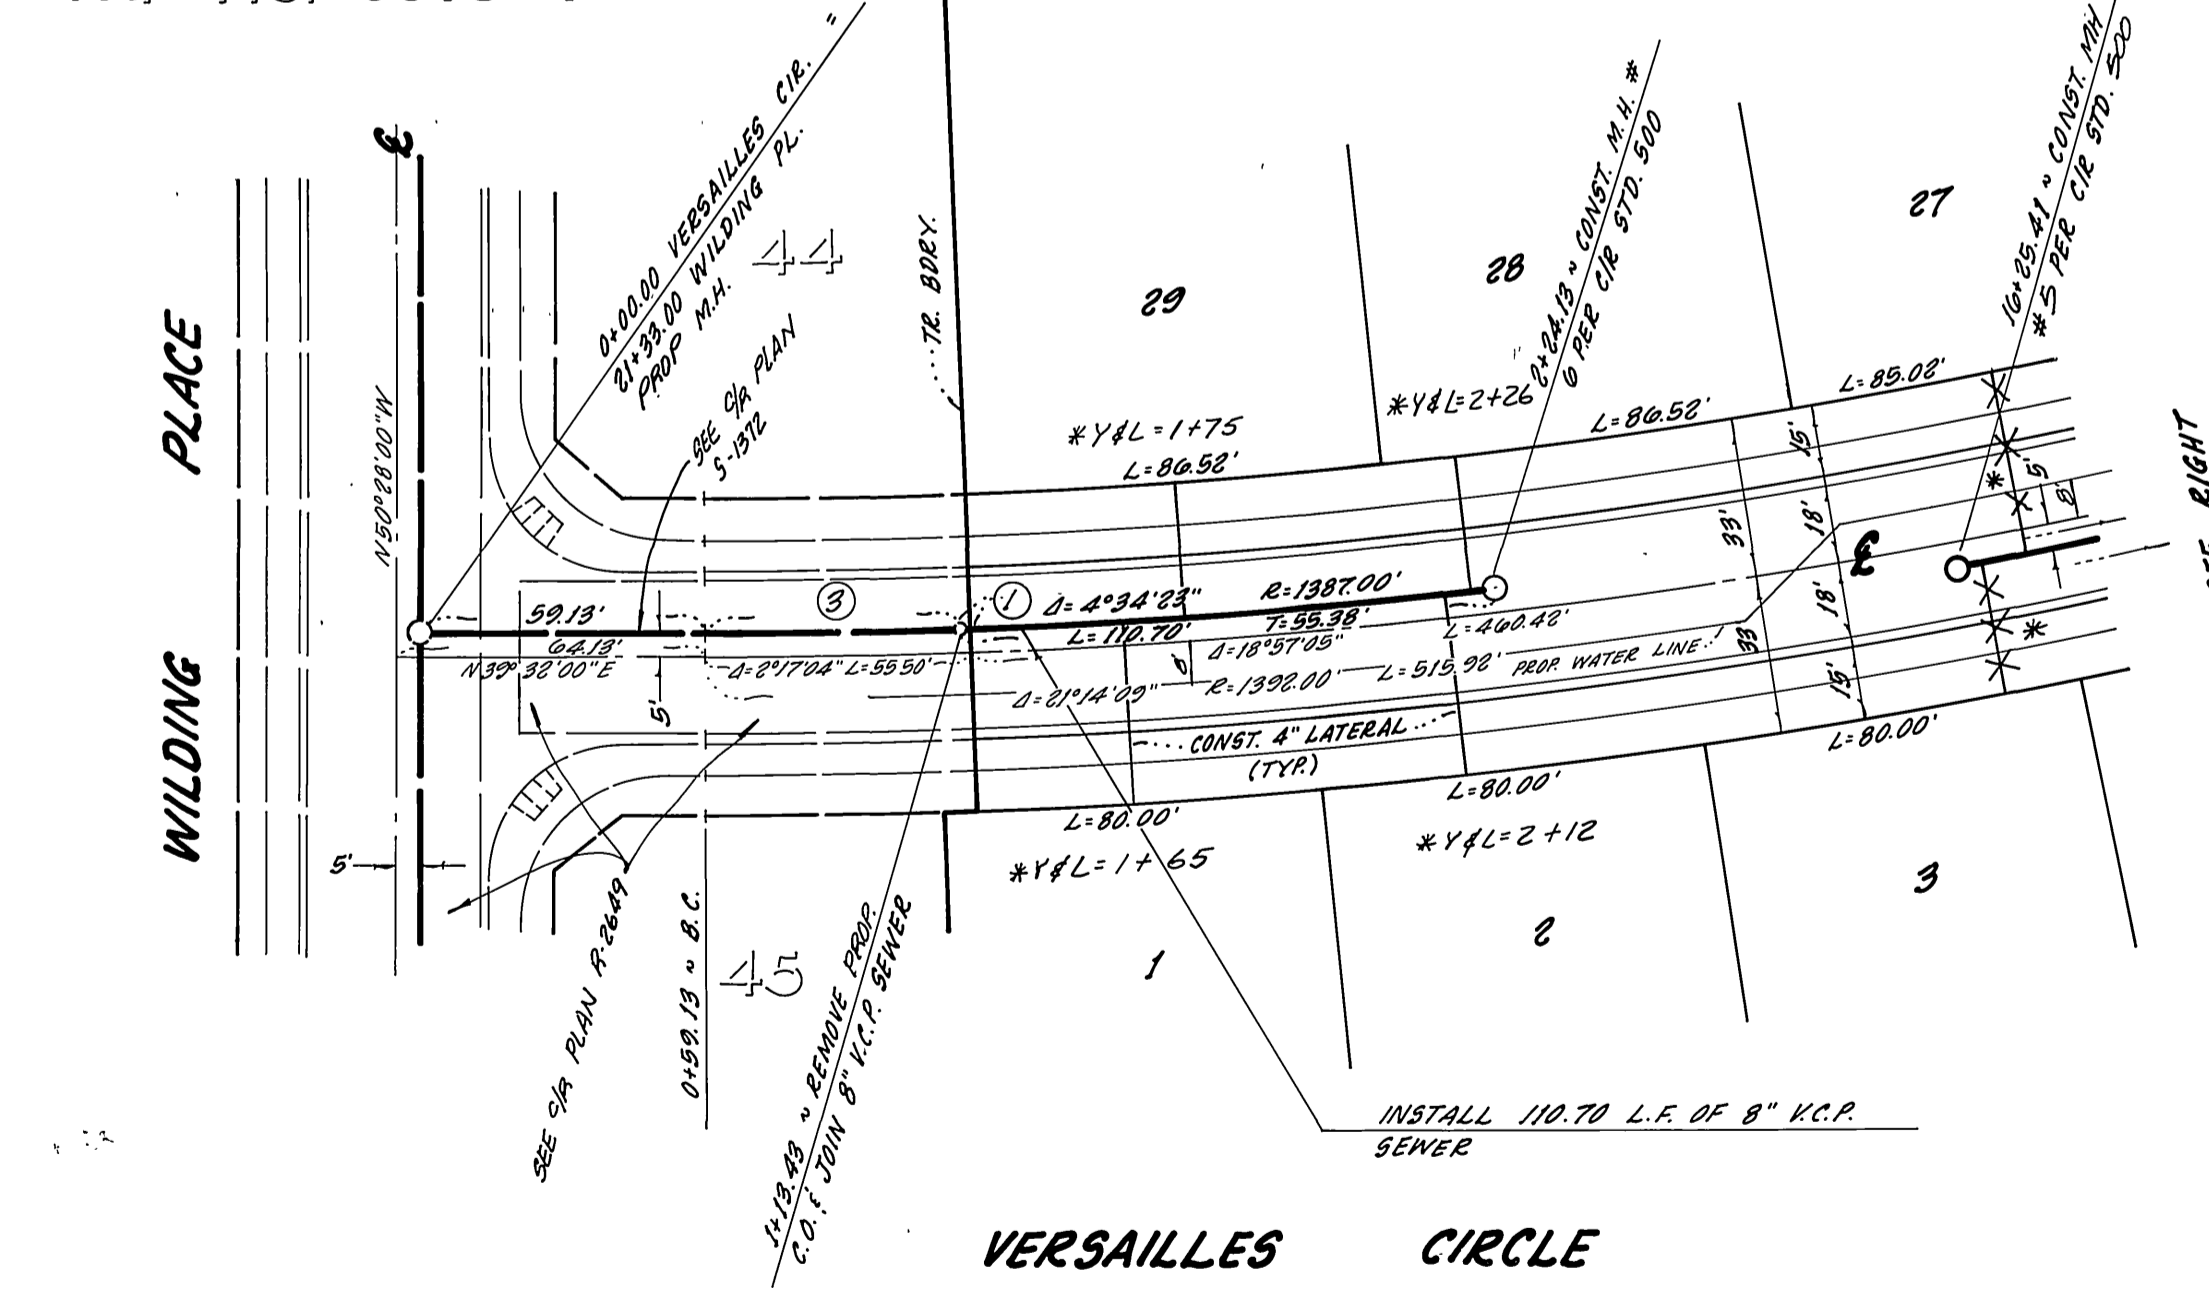 WILDING PLACE
N50°28'00"W
0+00.00 VERSAILLES CIR. =
21+33.00 WILDING PL.
PROP M.H.
44
SEE C/R PLAN
S-1372
TR. BDRY.
29
28
27
*Y&L=1+75
L=86.52'
*Y&L=2+26
2+24.13 ~ CONST. M.H. #
6 PER C/R STD. 500
L=86.52'
L=85.02'
16+25.41 ~ CONST. MH
#5 PER C/R STD. 500
RIGHT
15'
18'
33'
18'
33'
15'
5'
8'
*
*
59.13'
64.13'
N39°32'00"E
3
1
Δ=4°34'23"
R=1387.00'
L=110.70'
T=55.38'
Δ=2°17'04" L=55.50'
Δ=18°57'05"
L=460.42'
6'
Δ=21°14'09"
R=1392.00'
L=515.92'
PROP. WATER LINE
5'
CONST. 4" LATERAL
(TYP.)
L=80.00'
L=80.00'
L=80.00'
*Y&L=1+65
*Y&L=2+12
5'
SEE C/R PLAN R-2649
0+59.13 ~ B.C.
45
1+13.43 ~ REMOVE PROP.
C.O. & JOIN 8" V.C.P. SEWER
1
2
3
INSTALL 110.70 L.F. OF 8" V.C.P.
SEWER
VERSAILLES CIRCLE